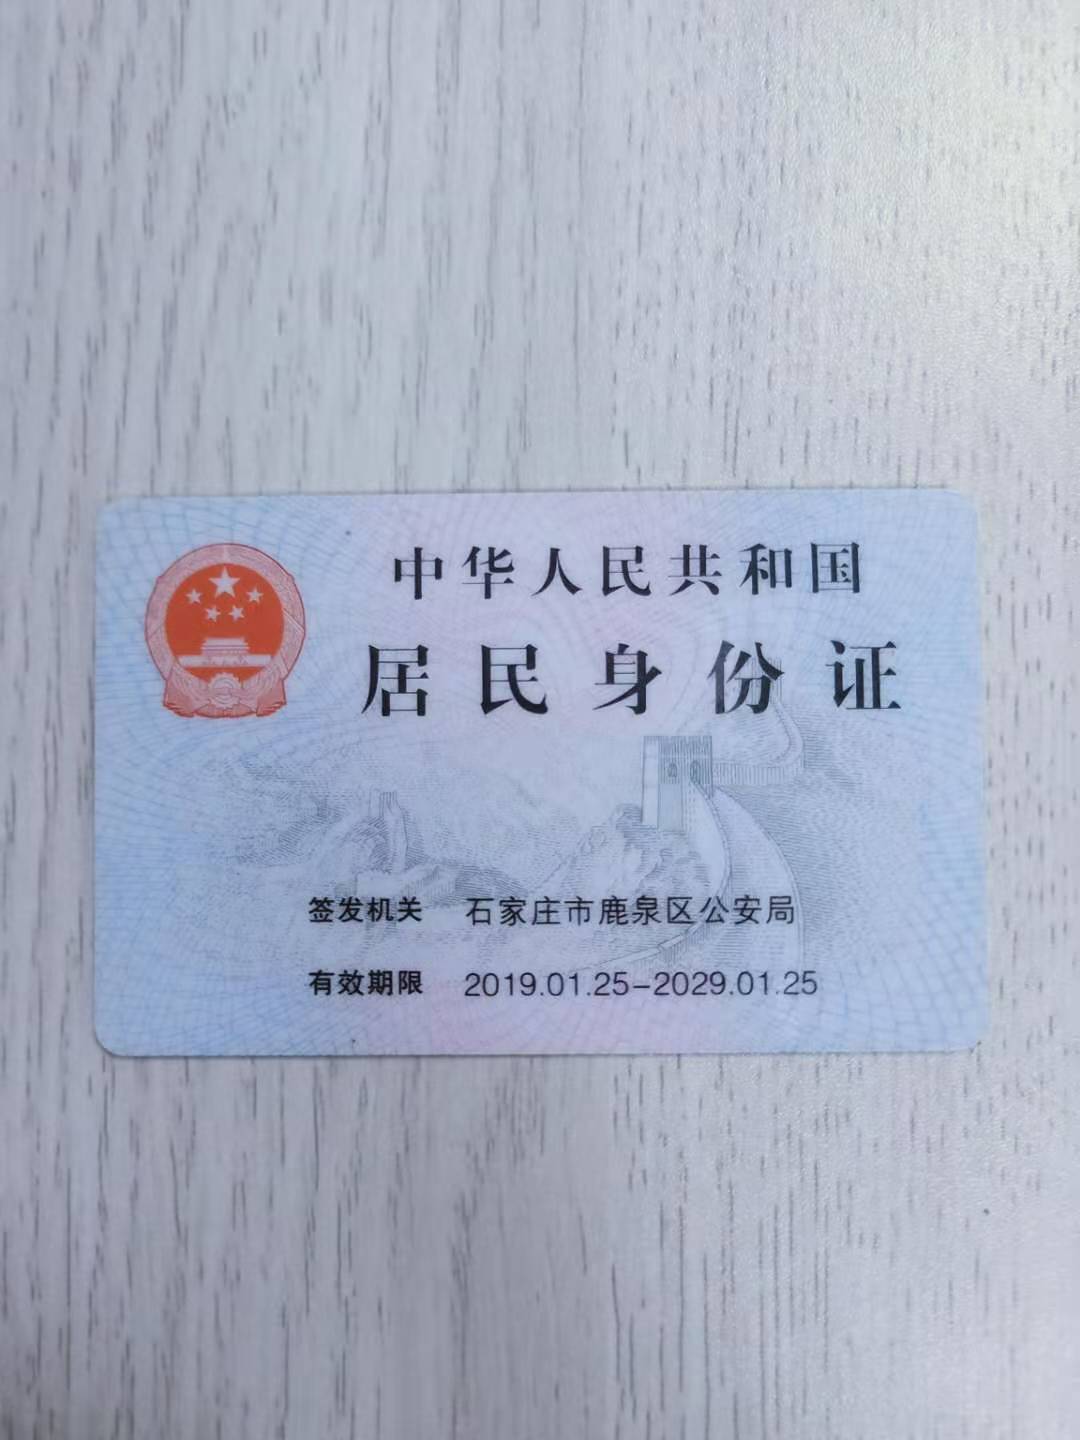 中华人民共和国
居民身份证
签发机关 石家庄市鹿泉区公安局
有效期限 2019.01.25-2029.01.25